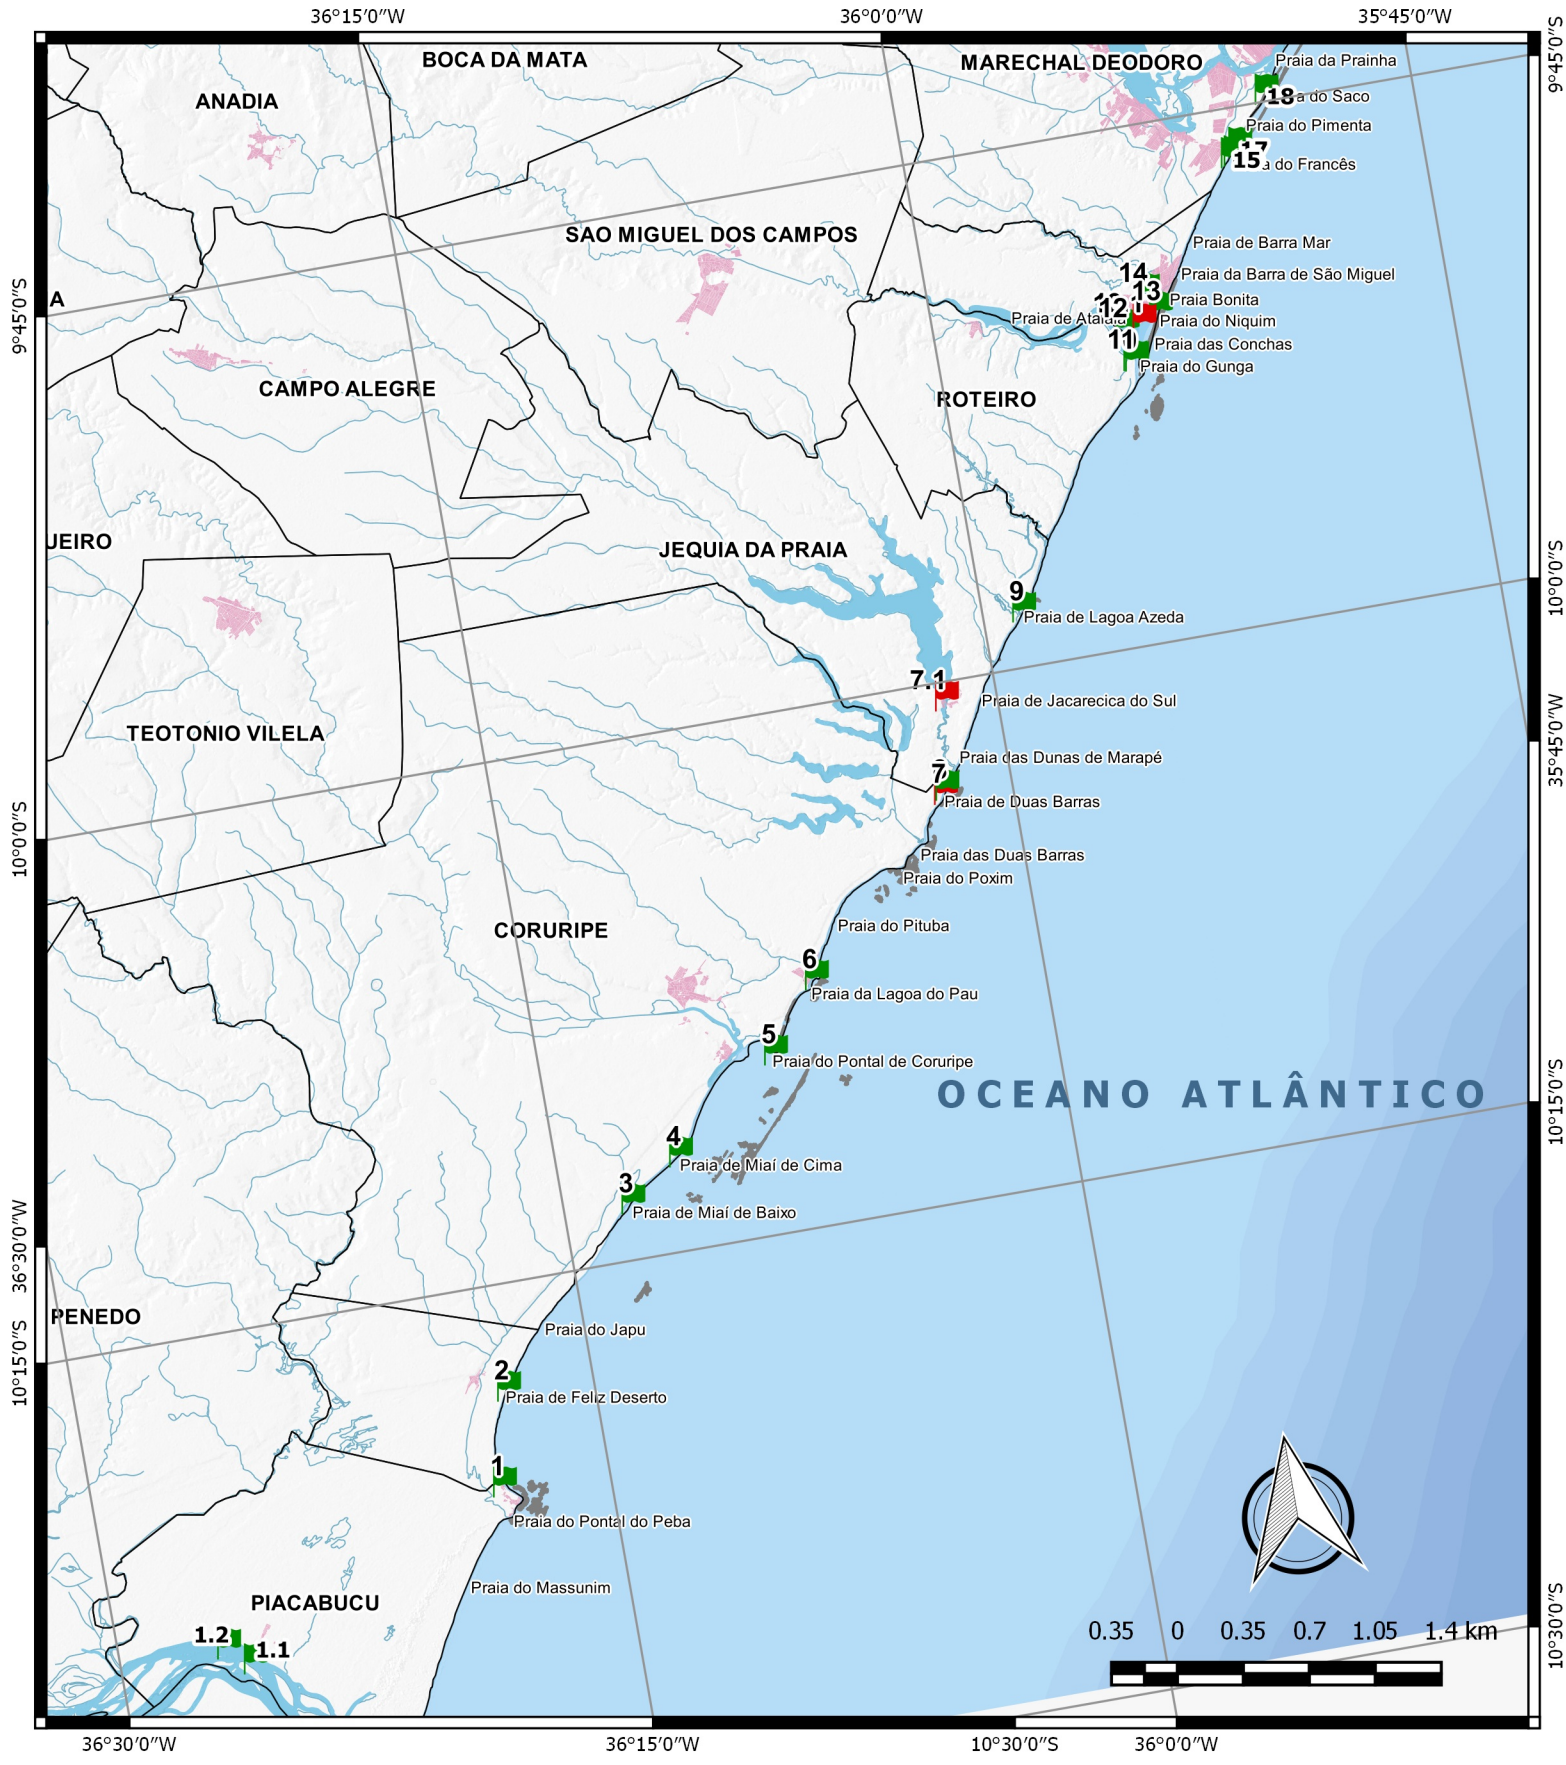 36°15'0"W
36°0'0"W
35°45'0"W
9°45'0"S
BOCA DA MATA
MARECHAL DEODORO
Praia da Prainha
ANADIA
18
a do Saco
Praia do Pimenta
17
15
a do Francês
SAO MIGUEL DOS CAMPOS
Praia de Barra Mar
14
Praia da Barra de São Miguel
13
Praia Bonita
A
12
Praia de Atalaia
Praia do Niquim
9°45'0"S
11
Praia das Conchas
Praia do Gunga
CAMPO ALEGRE
ROTEIRO
UEIRO
JEQUIA DA PRAIA
10°0'0"S
9
Praia de Lagoa Azeda
7.1
Praia de Jacarecica do Sul
TEOTONIO VILELA
35°45'0"W
Praia das Dunas de Marapé
7
Praia de Duas Barras
10°0'0"S
Praia das Duas Barras
Praia do Poxim
CORURIPE
Praia do Pituba
6
Praia da Lagoa do Pau
5
Praia do Pontal de Coruripe
OCEANO ATLÂNTICO
10°15'0"S
4
Praia de Miaí de Cima
3
Praia de Miaí de Baixo
36°30'0"W
PENEDO
Praia do Japu
10°15'0"S
2
Praia de Feliz Deserto
1
Praia do Pontal do Peba
Praia do Massunim
PIACABUCU
1.2
1.1
0.35 0 0.35 0.7 1.05 1.4 km
10°30'0"S
36°30'0"W
36°15'0"W
10°30'0"S
36°0'0"W